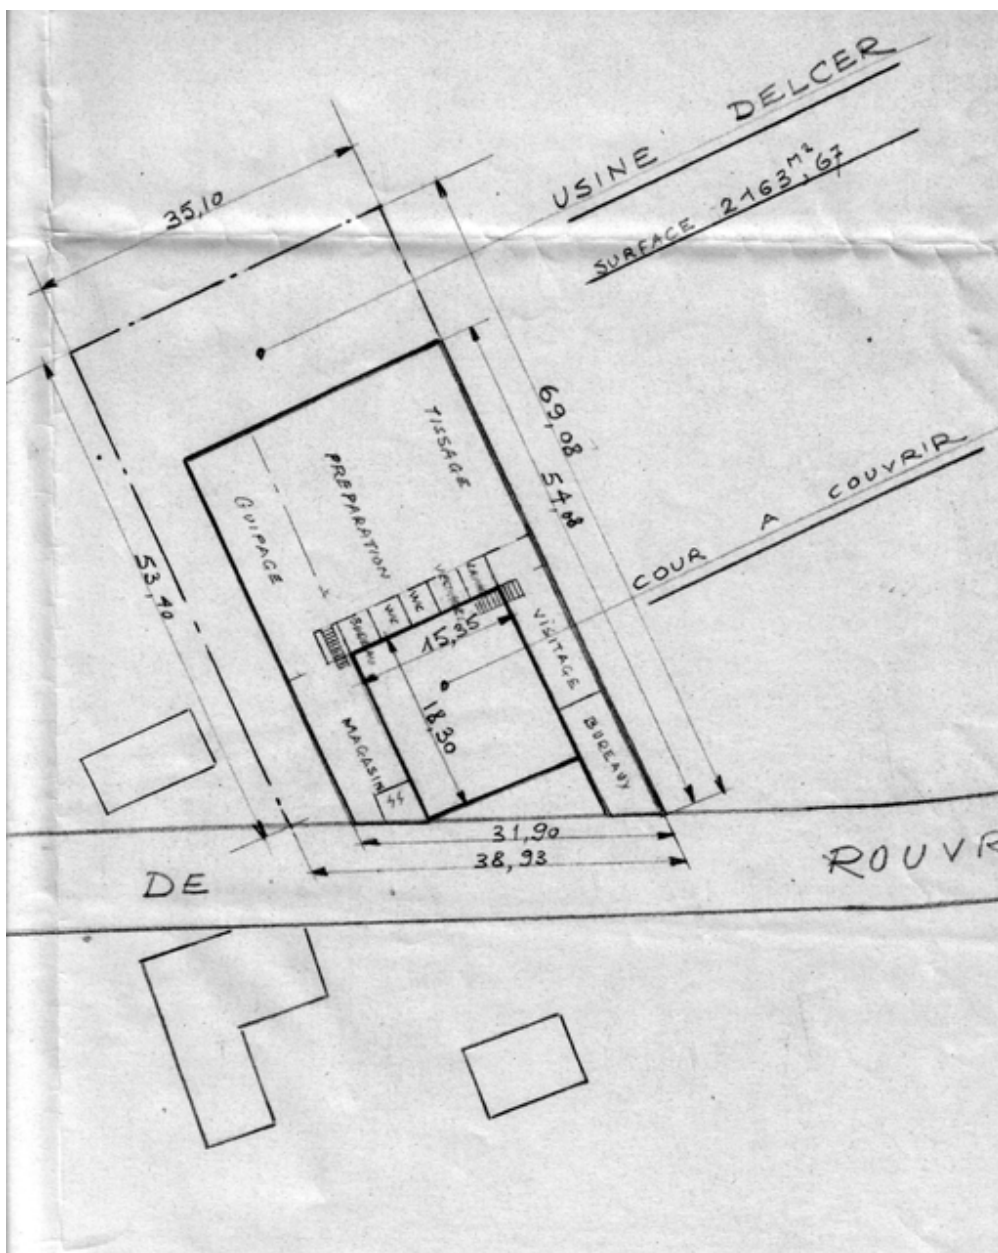 USINE DELCER
SURFACE 2163 M2, 67
35,10
69,08
54,08
53,40
COUR A COUVRIR
TISSAGE
PREPARATION
GUIPAGE
BUREAU
WC
WC
VISITAGE
15,35
18,30
MAGASIN
BUREAUX
31,90
38,93
DE ROUVR